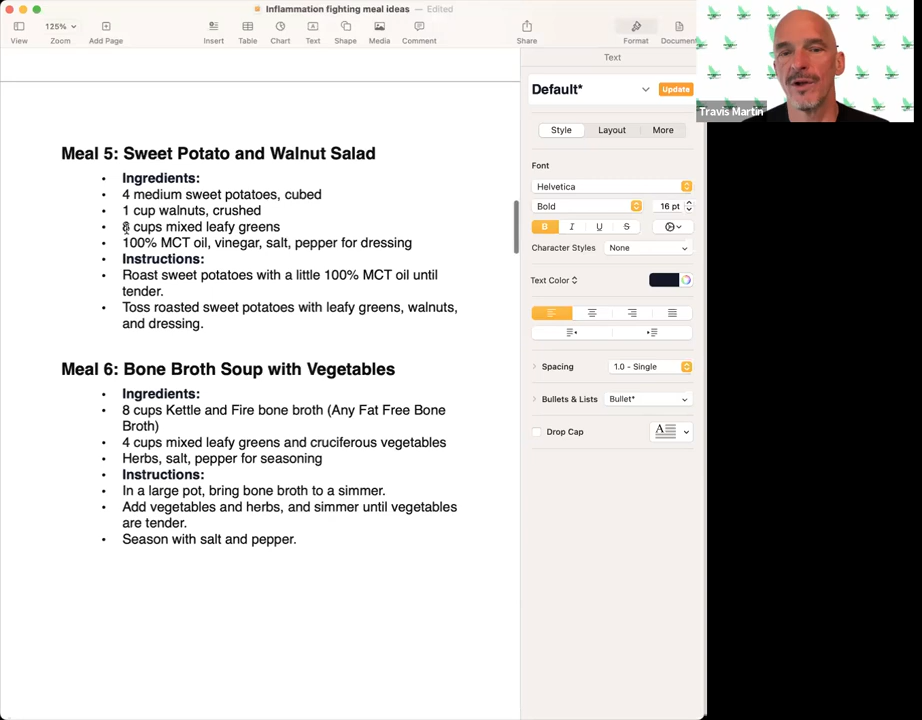 Inflammation fighting meal ideas — Edited
125%
View
Zoom
Add Page
Insert
Table
Chart
Text
Shape
Media
Comment
Share
Format
Document
Travis Martin
Meal 5: Sweet Potato and Walnut Salad
• Ingredients:
• 4 medium sweet potatoes, cubed
• 1 cup walnuts, crushed
• 8 cups mixed leafy greens
• 100% MCT oil, vinegar, salt, pepper for dressing
• Instructions:
• Roast sweet potatoes with a little 100% MCT oil until
tender.
• Toss roasted sweet potatoes with leafy greens, walnuts,
and dressing.
Meal 6: Bone Broth Soup with Vegetables
• Ingredients:
• 8 cups Kettle and Fire bone broth (Any Fat Free Bone
Broth)
• 4 cups mixed leafy greens and cruciferous vegetables
• Herbs, salt, pepper for seasoning
• Instructions:
• In a large pot, bring bone broth to a simmer.
• Add vegetables and herbs, and simmer until vegetables
are tender.
• Season with salt and pepper.
Text
Default*
Update
Style
Layout
More
Font
Helvetica
Bold
16 pt
B I U S
Character Styles
None
Text Color
Spacing
1.0 - Single
Bullets & Lists
Bullet*
Drop Cap
A